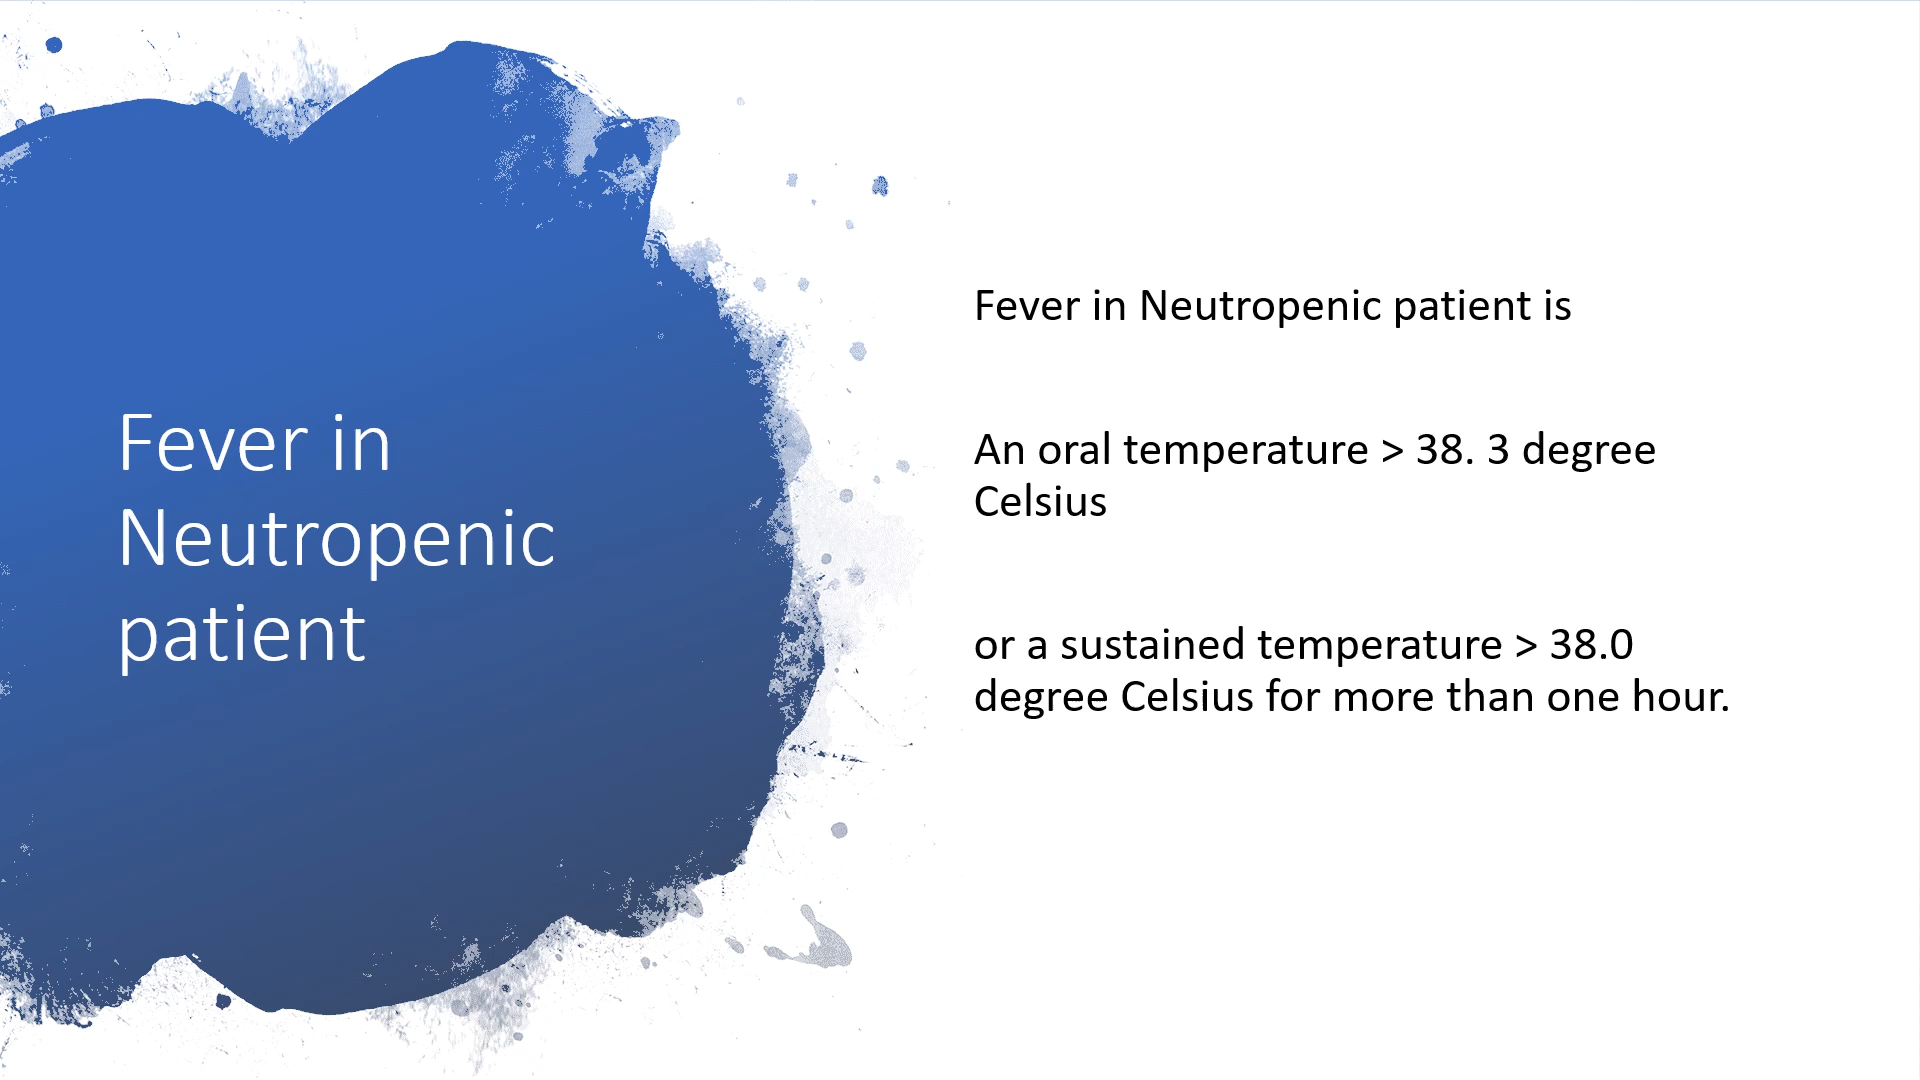 Fever in
Neutropenic
patient
Fever in Neutropenic patient is
An oral temperature > 38. 3 degree
Celsius
or a sustained temperature > 38.0
degree Celsius for more than one hour.